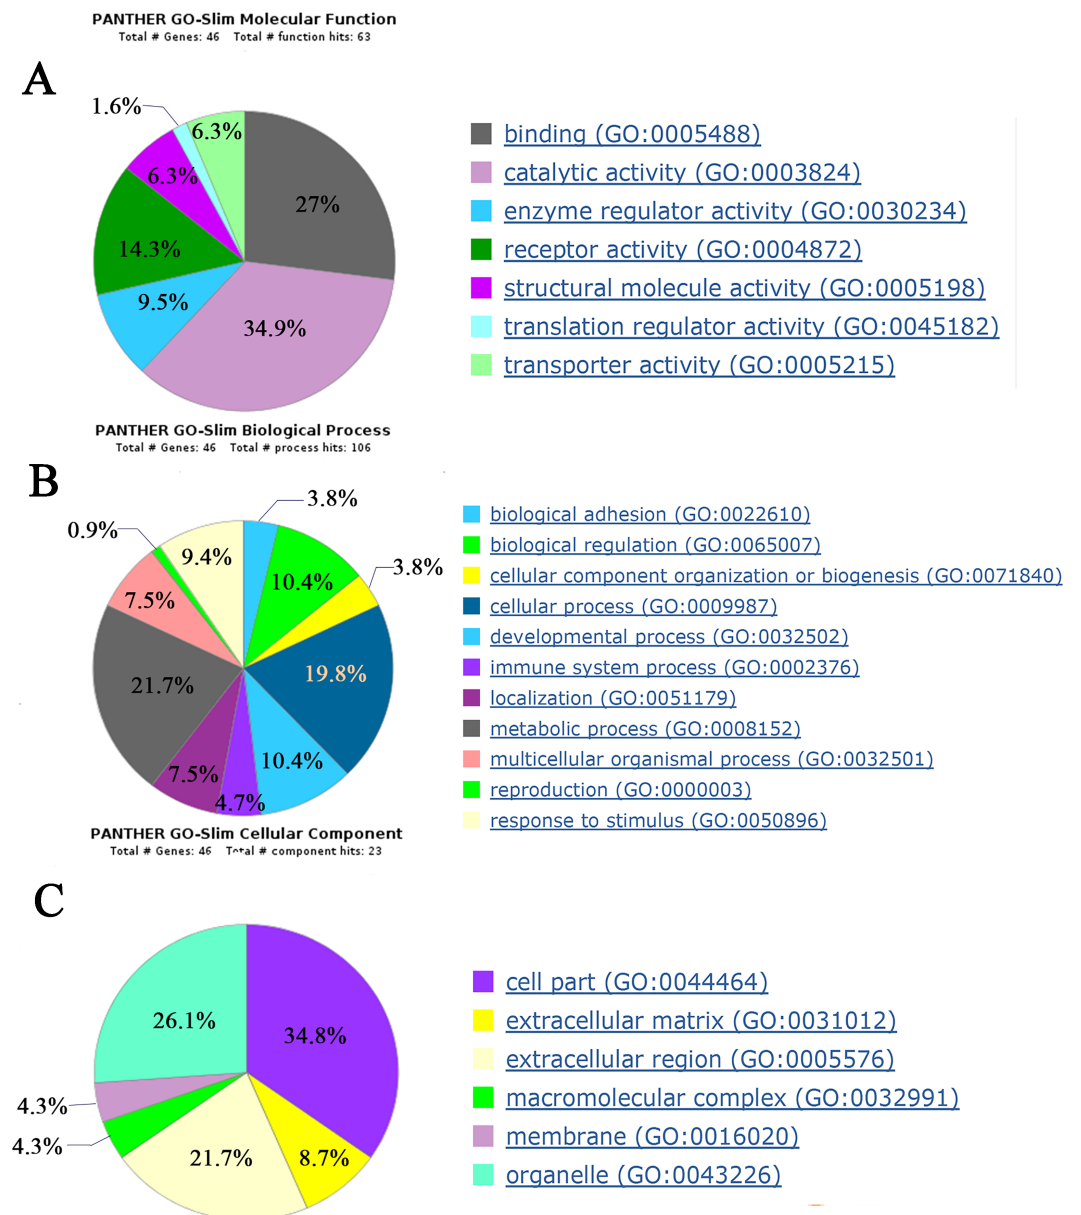 PANTHER GO-Slim Molecular Function
Total # Genes: 46 Total # function hits: 63
A
1.6%
6.3%
6.3%
27%
14.3%
9.5%
34.9%
binding (GO:0005488)
catalytic activity (GO:0003824)
enzyme regulator activity (GO:0030234)
receptor activity (GO:0004872)
structural molecule activity (GO:0005198)
translation regulator activity (GO:0045182)
transporter activity (GO:0005215)
PANTHER GO-Slim Biological Process
Total # Genes: 46 Total # process hits: 106
B
3.8%
0.9%
9.4%
3.8%
10.4%
7.5%
19.8%
21.7%
10.4%
7.5%
4.7%
biological adhesion (GO:0022610)
biological regulation (GO:0065007)
cellular component organization or biogenesis (GO:0071840)
cellular process (GO:0009987)
developmental process (GO:0032502)
immune system process (GO:0002376)
localization (GO:0051179)
metabolic process (GO:0008152)
multicellular organismal process (GO:0032501)
reproduction (GO:0000003)
response to stimulus (GO:0050896)
PANTHER GO-Slim Cellular Component
Total # Genes: 46 Total # component hits: 23
C
26.1%
34.8%
4.3%
4.3%
21.7%
8.7%
cell part (GO:0044464)
extracellular matrix (GO:0031012)
extracellular region (GO:0005576)
macromolecular complex (GO:0032991)
membrane (GO:0016020)
organelle (GO:0043226)